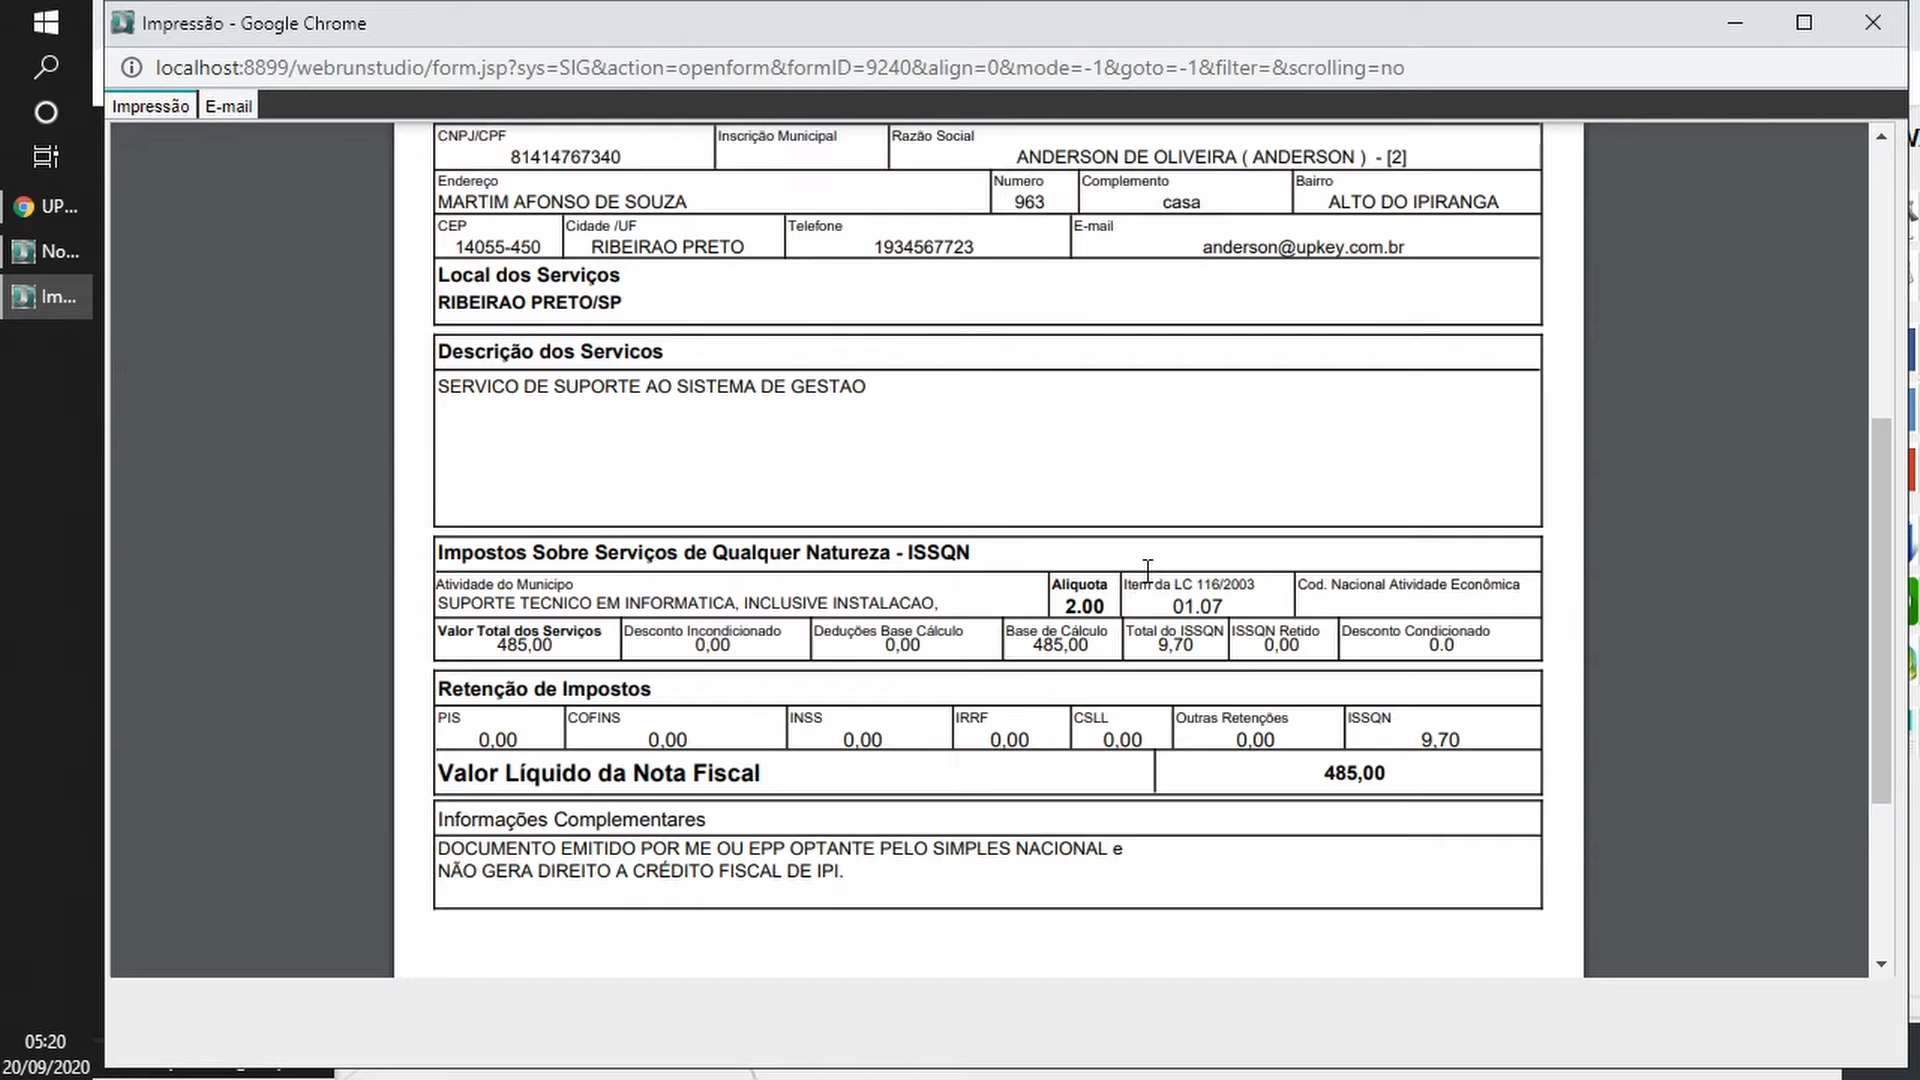 Impressão - Google Chrome
localhost:8899/webrunstudio/form.jsp?sys=SIG&action=openform&formID=9240&align=0&mode=-1&goto=-1&filter=&scrolling=no
Impressão E-mail
UP...
No...
Im...
CNPJ/CPF Inscrição Municipal Razão Social
81414767340 ANDERSON DE OLIVEIRA ( ANDERSON ) - [2]
Endereço Numero Complemento Bairro
MARTIM AFONSO DE SOUZA 963 casa ALTO DO IPIRANGA
CEP Cidade /UF Telefone E-mail
14055-450 RIBEIRAO PRETO 1934567723 anderson@upkey.com.br
Local dos Serviços
RIBEIRAO PRETO/SP
Descrição dos Servicos
SERVICO DE SUPORTE AO SISTEMA DE GESTAO
Impostos Sobre Serviços de Qualquer Natureza - ISSQN
Atividade do Municipo Aliquota Item da LC 116/2003 Cod. Nacional Atividade Econômica
SUPORTE TECNICO EM INFORMATICA, INCLUSIVE INSTALACAO, 2.00 01.07
Valor Total dos Serviços Desconto Incondicionado Deduções Base Cálculo Base de Cálculo Total do ISSQN ISSQN Retido Desconto Condicionado
485,00 0,00 0,00 485,00 9,70 0,00 0.0
Retenção de Impostos
PIS COFINS INSS IRRF CSLL Outras Retenções ISSQN
0,00 0,00 0,00 0,00 0,00 0,00 9,70
Valor Líquido da Nota Fiscal 485,00
Informações Complementares
DOCUMENTO EMITIDO POR ME OU EPP OPTANTE PELO SIMPLES NACIONAL e
NÃO GERA DIREITO A CRÉDITO FISCAL DE IPI.
05:20
20/09/2020